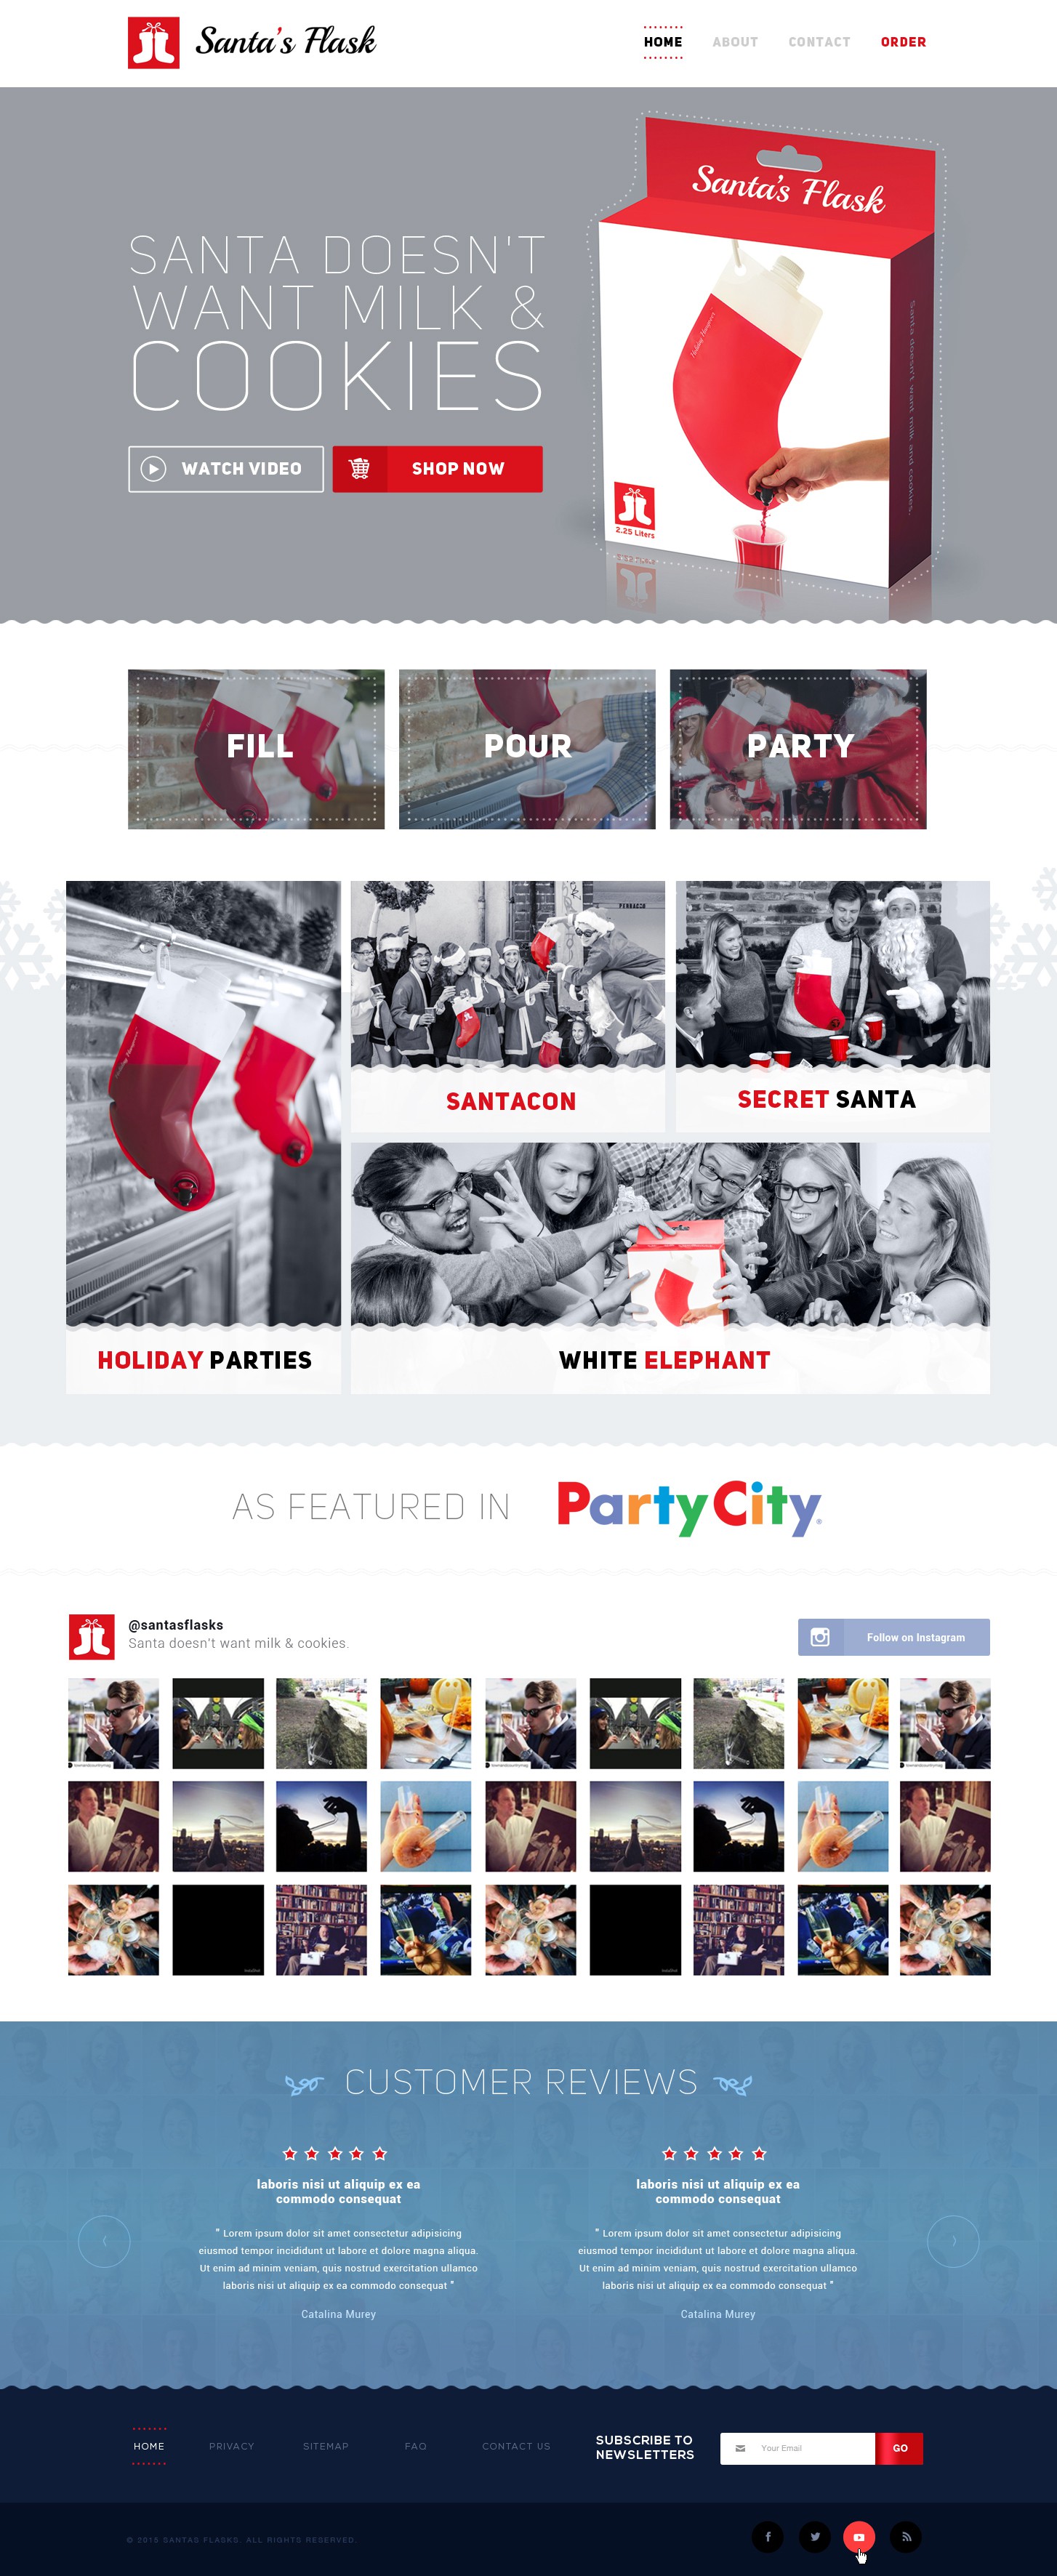 Santa's Flask
HOME ABOUT CONTACT ORDER
SANTA DOESN'T
WANT MILK &
COOKIES
WATCH VIDEO
SHOP NOW
Santa's Flask
Holiday Hangover
Santa doesn't want milk and cookies.
2.25 Liters
FILL
POUR
PARTY
SANTACON
SECRET SANTA
HOLIDAY PARTIES
WHITE ELEPHANT
AS FEATURED IN
PartyCity®
@santasflasks
Santa doesn't want milk & cookies.
Follow on Instagram
CUSTOMER REVIEWS
laboris nisi ut aliquip ex ea
commodo consequat
" Lorem ipsum dolor sit amet consectetur adipisicing
eiusmod tempor incididunt ut labore et dolore magna aliqua.
Ut enim ad minim veniam, quis nostrud exercitation ullamco
laboris nisi ut aliquip ex ea commodo consequat "
Catalina Murey
laboris nisi ut aliquip ex ea
commodo consequat
" Lorem ipsum dolor sit amet consectetur adipisicing
eiusmod tempor incididunt ut labore et dolore magna aliqua.
Ut enim ad minim veniam, quis nostrud exercitation ullamco
laboris nisi ut aliquip ex ea commodo consequat "
Catalina Murey
HOME PRIVACY SITEMAP FAQ CONTACT US
SUBSCRIBE TO
NEWSLETTERS
Your Email
GO
© 2015 SANTAS FLASKS. ALL RIGHTS RESERVED.